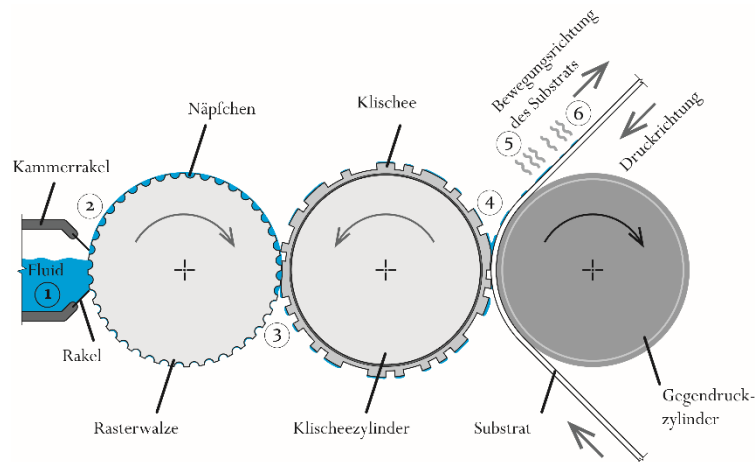 Bewegungsrichtung
des Substrats
5
6
Druckrichtung
Näpfchen
Klischee
Kammerrakel
2
4
Fluid
1
Rakel
3
Rasterwalze
Klischeezylinder
Substrat
Gegendruck-
zylinder